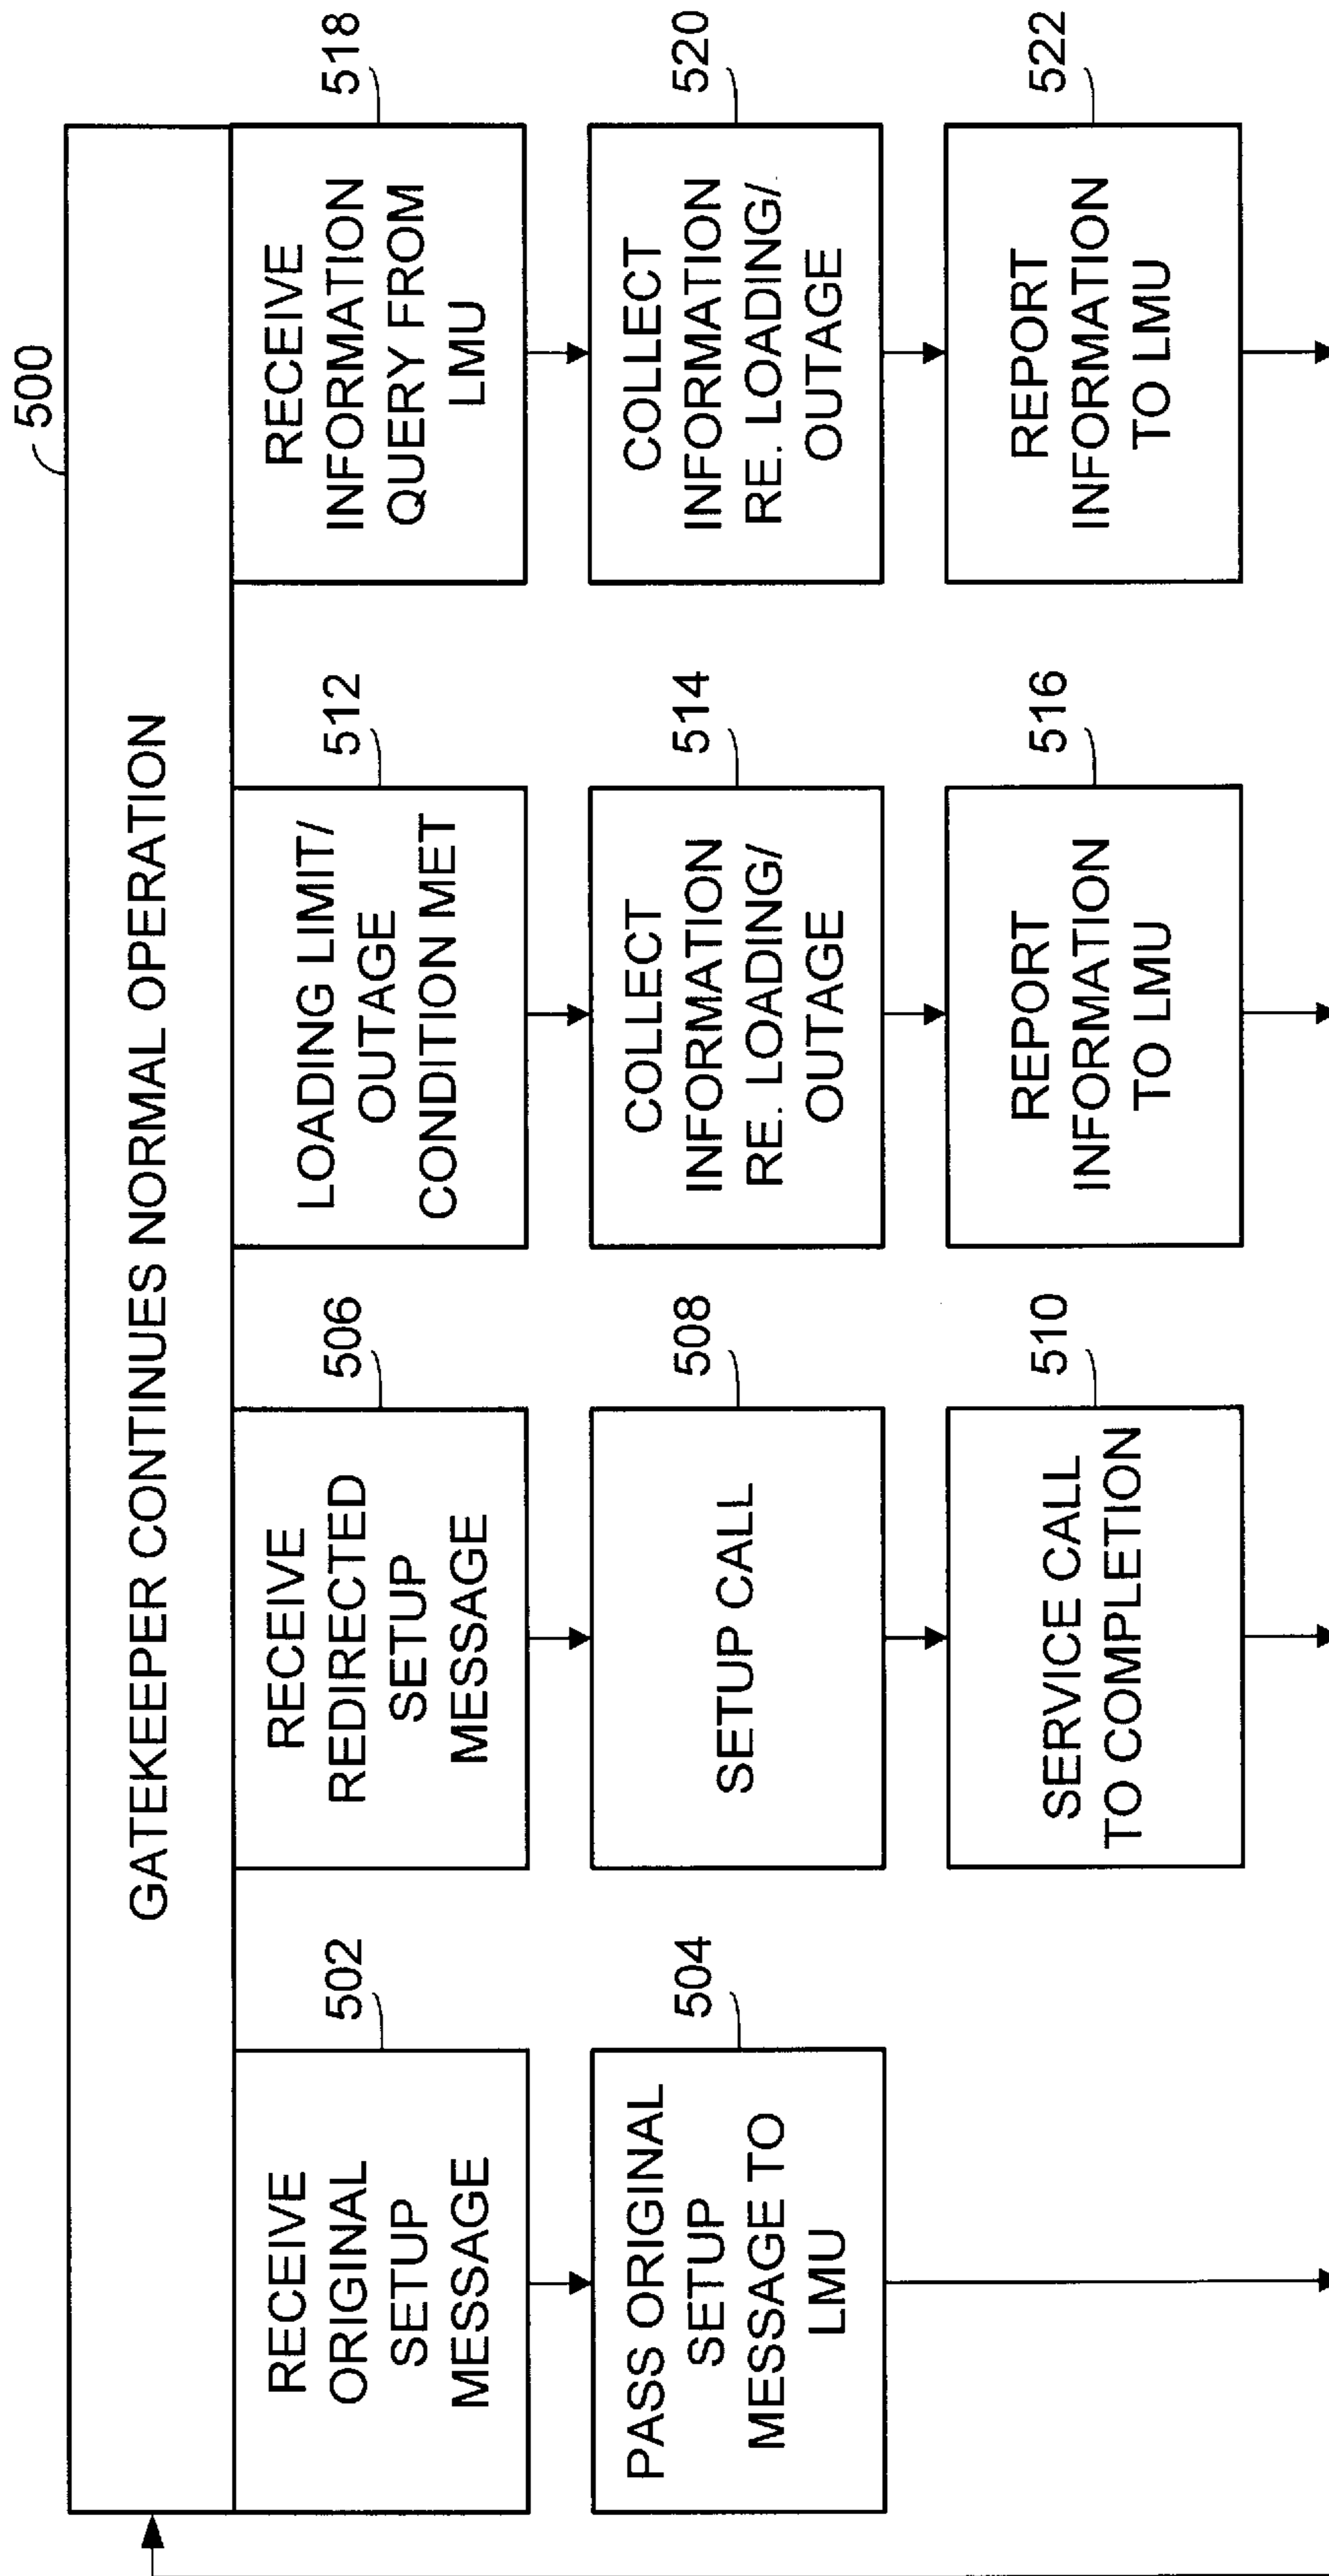 500
GATEKEEPER CONTINUES NORMAL OPERATION
502
RECEIVE
ORIGINAL
SETUP
MESSAGE
504
PASS ORIGINAL
SETUP
MESSAGE TO
LMU
506
RECEIVE
REDIRECTED
SETUP
MESSAGE
508
SETUP CALL
510
SERVICE CALL
TO COMPLETION
512
LOADING LIMIT/
OUTAGE
CONDITION MET
514
COLLECT
INFORMATION
RE. LOADING/
OUTAGE
516
REPORT
INFORMATION
TO LMU
518
RECEIVE
INFORMATION
QUERY FROM
LMU
520
COLLECT
INFORMATION
RE. LOADING/
OUTAGE
522
REPORT
INFORMATION
TO LMU